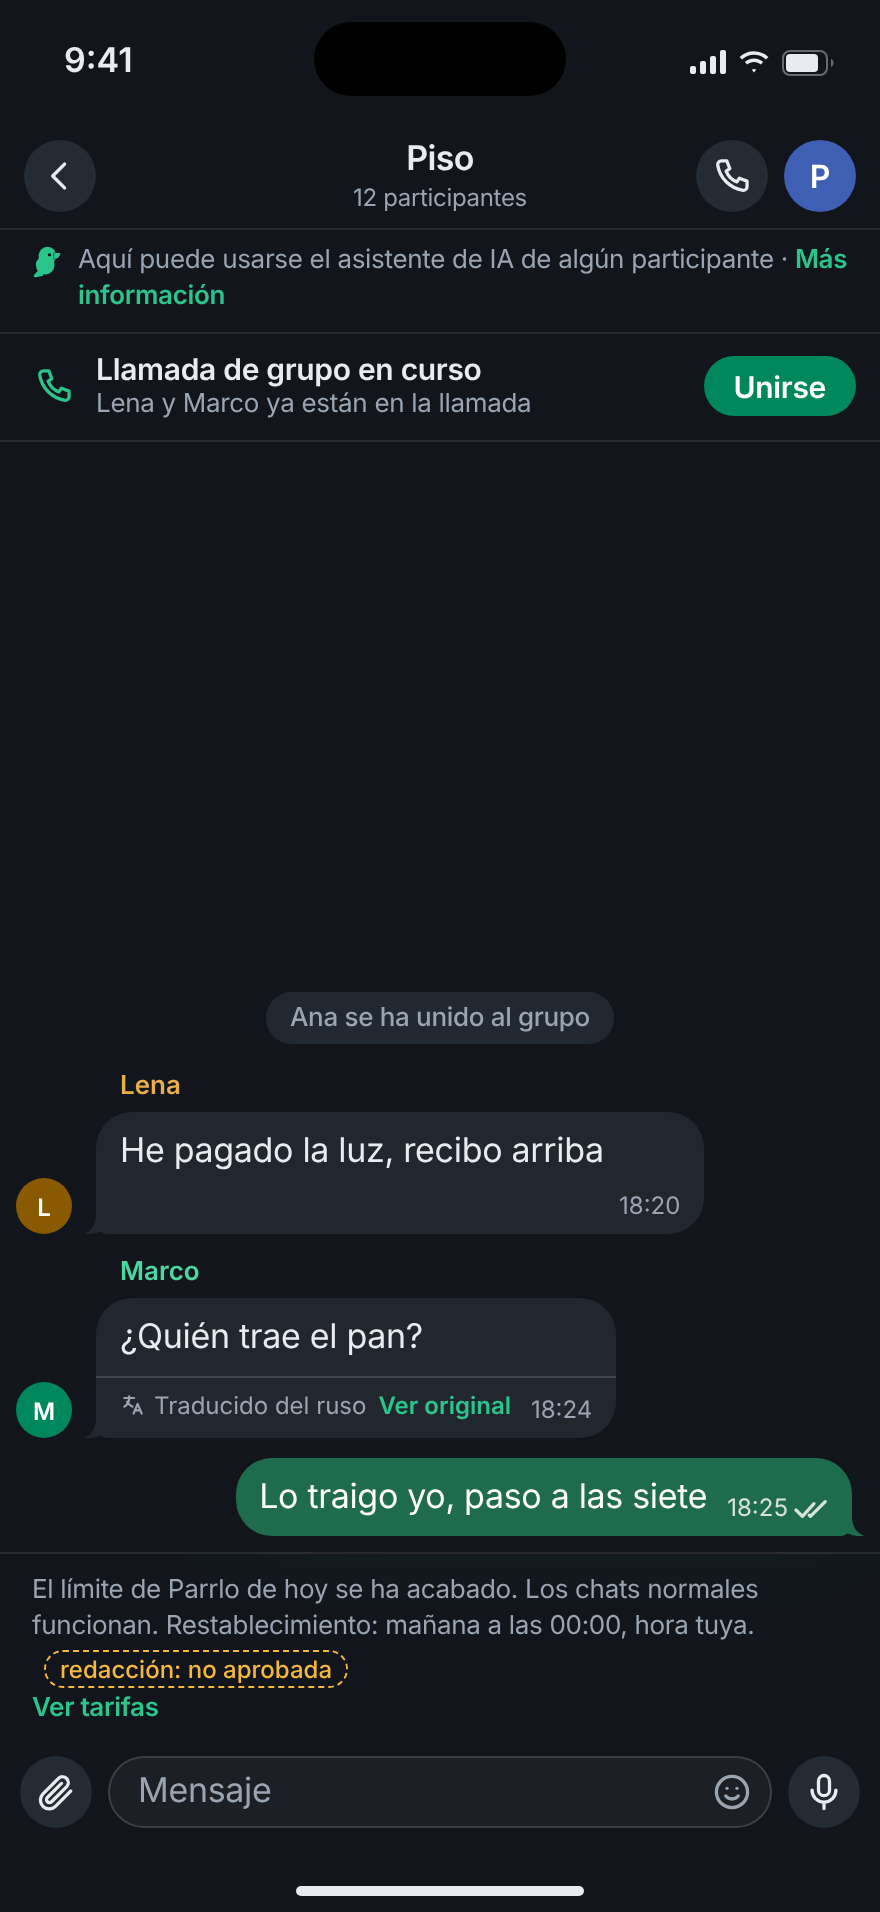 9:41
Piso
12 participantes
P
Aquí puede usarse el asistente de IA de algún participante · Más
información
Llamada de grupo en curso
Lena y Marco ya están en la llamada
Unirse
Ana se ha unido al grupo
Lena
He pagado la luz, recibo arriba
18:20
L
Marco
¿Quién trae el pan?
Traducido del ruso Ver original 18:24
M
Lo traigo yo, paso a las siete 18:25
El límite de Parrlo de hoy se ha acabado. Los chats normales
funcionan. Restablecimiento: mañana a las 00:00, hora tuya.
redacción: no aprobada
Ver tarifas
Mensaje